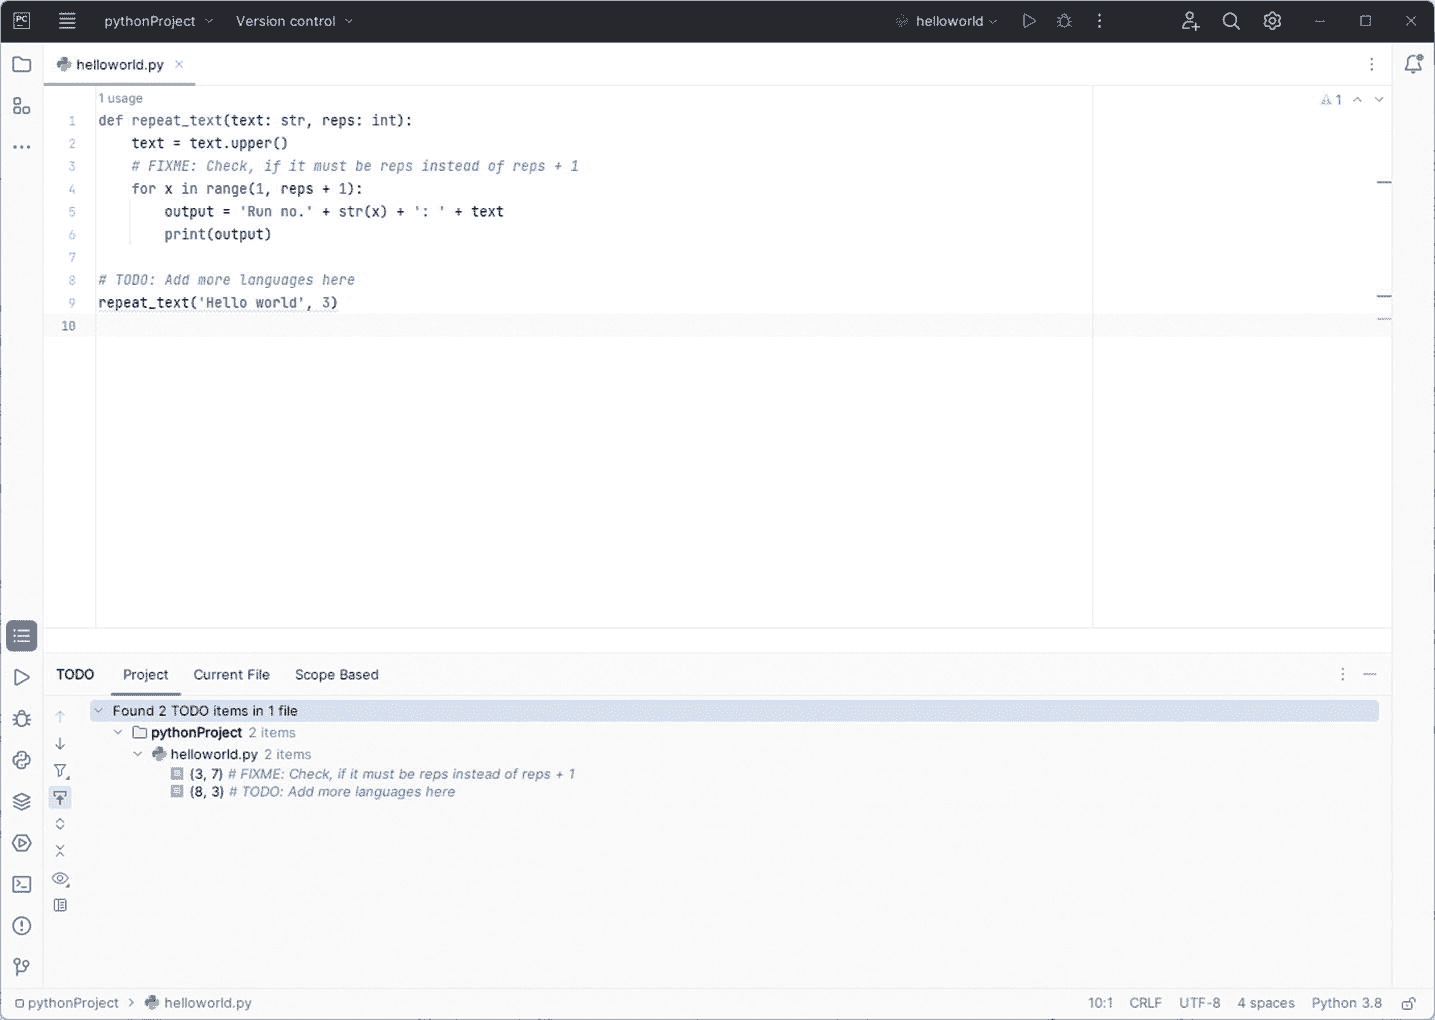 PC pythonProject Version control helloworld
helloworld.py
1 usage
1 def repeat_text(text: str, reps: int):
2 text = text.upper()
3 # FIXME: Check, if it must be reps instead of reps + 1
4 for x in range(1, reps + 1):
5 output = 'Run no.' + str(x) + ': ' + text
6 print(output)
7
8 # TODO: Add more languages here
9 repeat_text('Hello world', 3)
10
1
TODO Project Current File Scope Based
Found 2 TODO items in 1 file
pythonProject 2 items
helloworld.py 2 items
(3, 7) # FIXME: Check, if it must be reps instead of reps + 1
(8, 3) # TODO: Add more languages here
pythonProject > helloworld.py 10:1 CRLF UTF-8 4 spaces Python 3.8